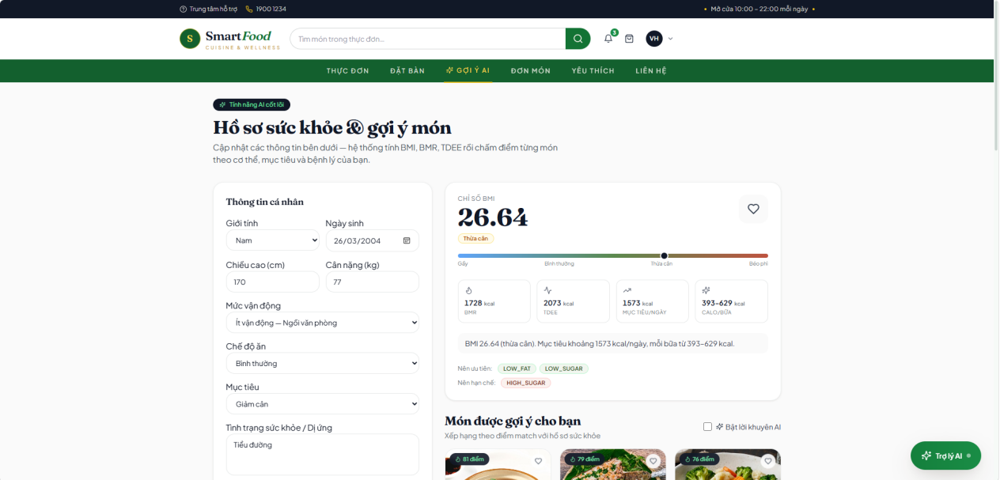 Trung tâm hỗ trợ 1900 1234
• Mở cửa 10:00 – 22:00 mỗi ngày •
S SmartFood
CUISINE & WELLNESS
Tìm món trong thực đơn...
3
VH
THỰC ĐƠN ĐẶT BÀN GỢI Ý AI ĐƠN MÓN YÊU THÍCH LIÊN HỆ
Tính năng AI cốt lõi
Hồ sơ sức khỏe & gợi ý món
Cập nhật các thông tin bên dưới — hệ thống tính BMI, BMR, TDEE rồi chấm điểm từng món
theo cơ thể, mục tiêu và bệnh lý của bạn.
Thông tin cá nhân
Giới tính Ngày sinh
Nam 26/03/2004
Chiều cao (cm) Cân nặng (kg)
170 77
Mức vận động
Ít vận động — Ngồi văn phòng
Chế độ ăn
Bình thường
Mục tiêu
Giảm cân
Tình trạng sức khỏe / Dị ứng
Tiểu đường
CHỈ SỐ BMI
26.64
Thừa cân
Gầy Bình thường Thừa cân Béo phì
1728 kcal
BMR
2073 kcal
TDEE
1573 kcal
MỤC TIÊU/NGÀY
393–629 kcal
CALO/BỮA
BMI 26.64 (thừa cân). Mục tiêu khoảng 1573 kcal/ngày, mỗi bữa từ 393–629 kcal.
Nên ưu tiên: LOW_FAT LOW_SUGAR
Nên hạn chế: HIGH_SUGAR
Món được gợi ý cho bạn
Xếp hạng theo điểm match với hồ sơ sức khỏe
Bật lời khuyên AI
81 điểm 79 điểm 76 điểm
Trợ lý AI